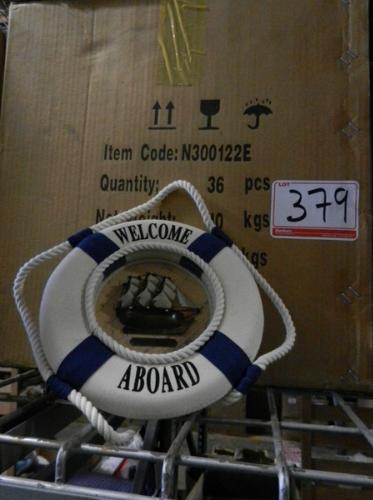 Item Code: N300122E
Quantity: 36 pcs
kgs
kgs
LOT
379
WELCOME
ABOARD